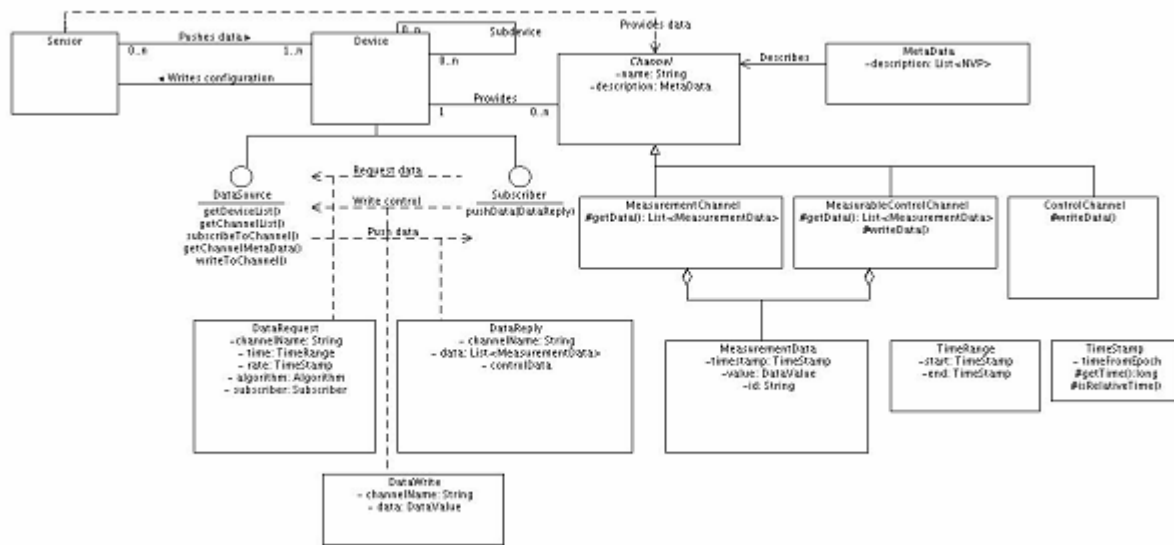 Provides data
Sensor
Pushes data ►
0..n
1..n
Device
0..n
Subdevice
0..n
◄ Writes configuration
Provides
1
0..n
Channel
-name: String
-description: MetaData
Describes
MetaData
-description: List<NVP>
DataSource
getDeviceList()
getChannelList()
subscribeToChannel()
getChannelMetaData()
writeToChannel()
Request data
Write control
Push data
Subscriber
pushData(DataReply)
MeasurementChannel
#getData(): List<MeasurementData>
MeasurableControlChannel
#getData(): List<MeasurementData>
#writeData()
ControlChannel
#writeData()
DataRequest
-channelName: String
- time: TimeRange
- rate: TimeStamp
- algorithm: Algorithm
- subscriber: Subscriber
DataReply
- channelName: String
- data: List<MeasurementData>
- controlData
MeasurementData
-timestamp: TimeStamp
-value: DataValue
-id: String
TimeRange
-start: TimeStamp
-end: TimeStamp
TimeStamp
- timeFromEpoch
#getTime(): long
#isRelativeTime()
DataWrite
- channelName: String
- data: DataValue